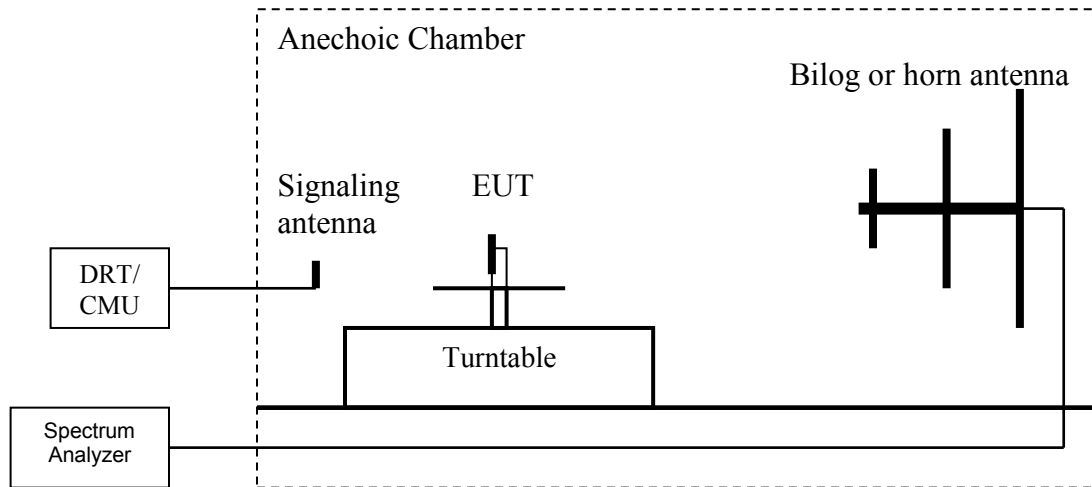 Anechoic Chamber
Bilog or horn antenna
Signaling
antenna
EUT
DRT/
CMU
Turntable
Spectrum
Analyzer